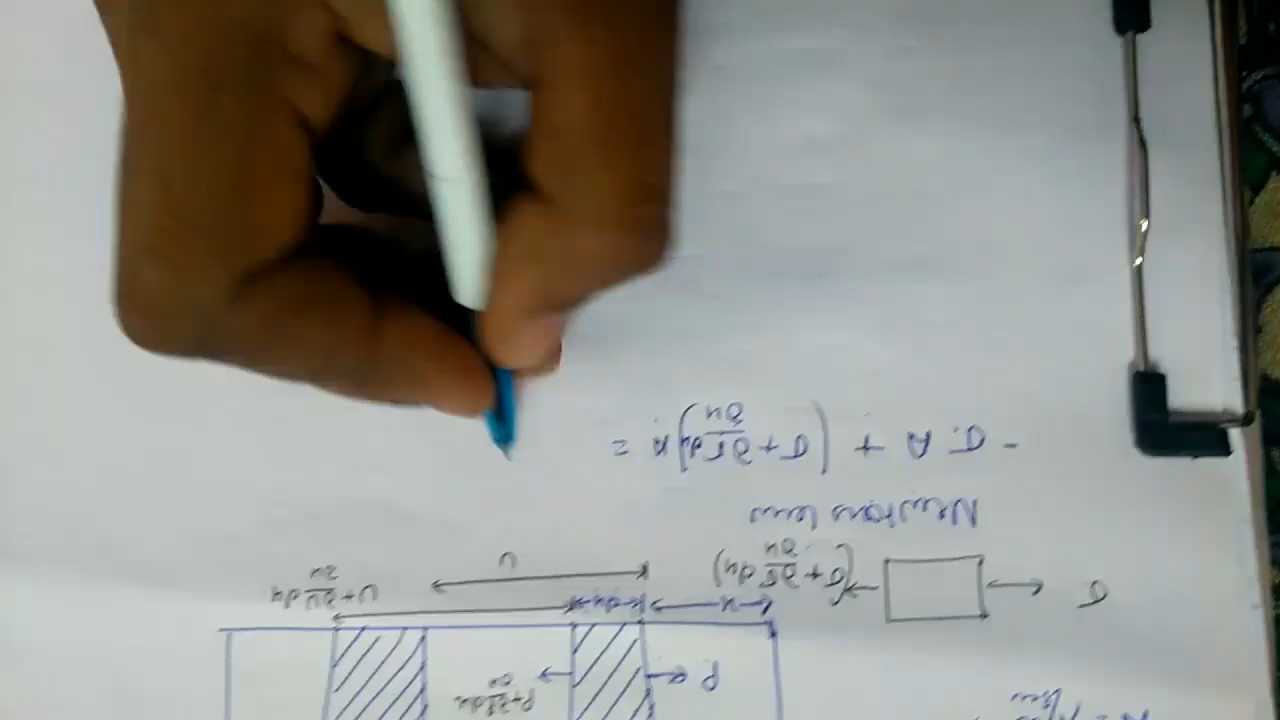 P
P+∂P/∂x dx
x dx U+∂U/∂x dx
U
σ (σ+∂σ/∂x dx)
Newtons law
- σ.A + (σ+∂σ/∂x dx)A =